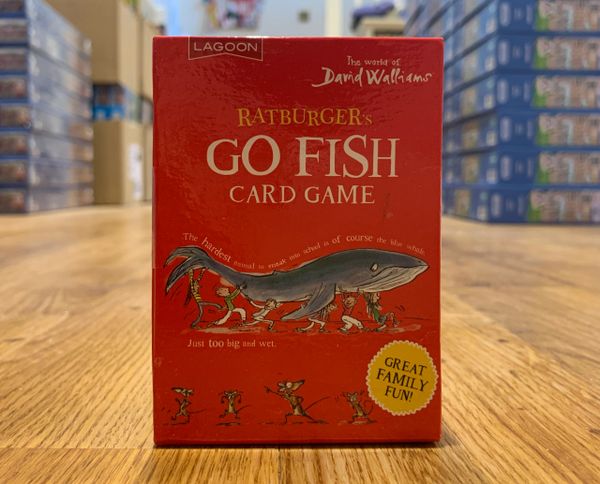 LAGOON
The world of
David Walliams
RATBURGER's
GO FISH
CARD GAME
The hardest animal to sneak into school is of course the blue whale.
Just too big and wet.
GREAT
FAMILY
FUN!